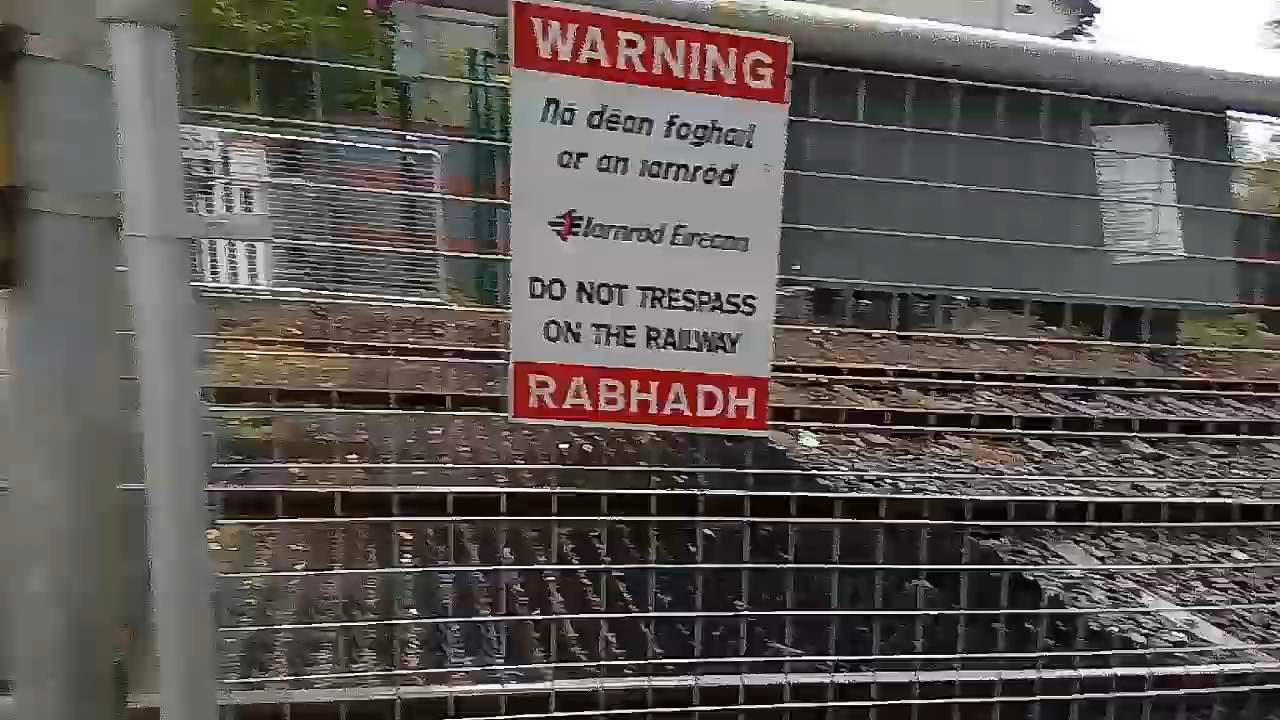 WARNING
Ná déan foghail
ar an iarnród
Iarnród Éireann
DO NOT TRESPASS
ON THE RAILWAY
RABHADH